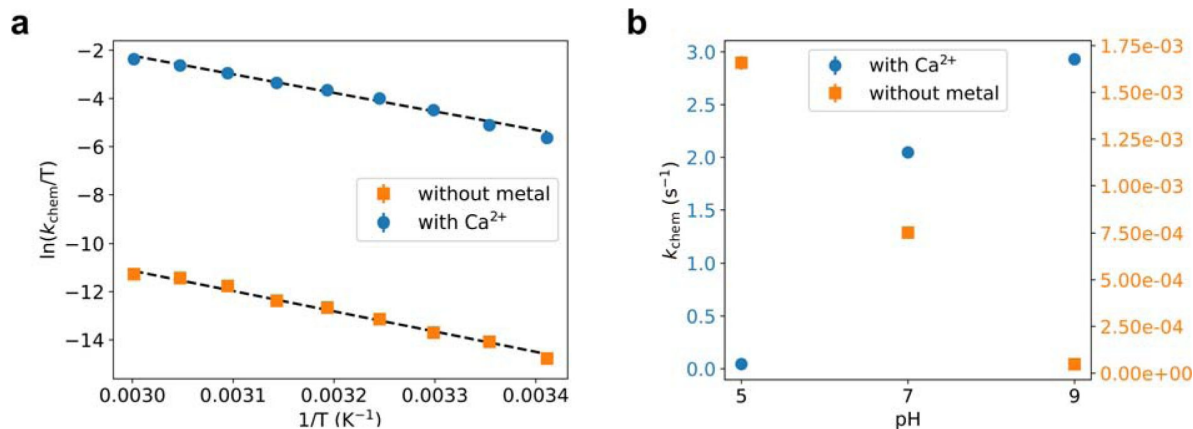 a
−2
−4
−6
−8
−10
−12
−14
ln(k_chem/T)
without metal
with Ca²⁺
0.0030 0.0031 0.0032 0.0033 0.0034
1/T (K⁻¹)
b
3.0
2.5
2.0
1.5
1.0
0.5
0.0
k_chem (s⁻¹)
with Ca²⁺
without metal
1.75e-03
1.50e-03
1.25e-03
1.00e-03
7.50e-04
5.00e-04
2.50e-04
0.00e+00
5 7 9
pH